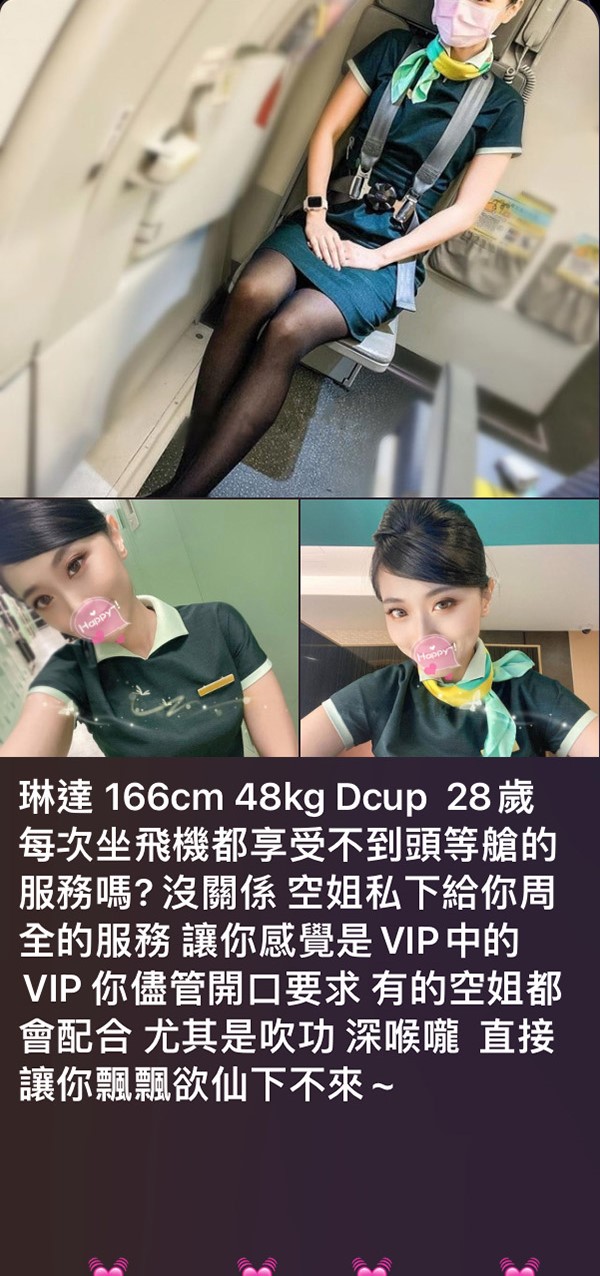 Happy!
Happy!
琳達 166cm 48kg Dcup 28歲
每次坐飛機都享受不到頭等艙的
服務嗎? 沒關係 空姐私下給你周
全的服務 讓你感覺是VIP中的
VIP 你儘管開口要求 有的空姐都
會配合 尤其是吹功 深喉嚨 直接
讓你飄飄欲仙下不來~